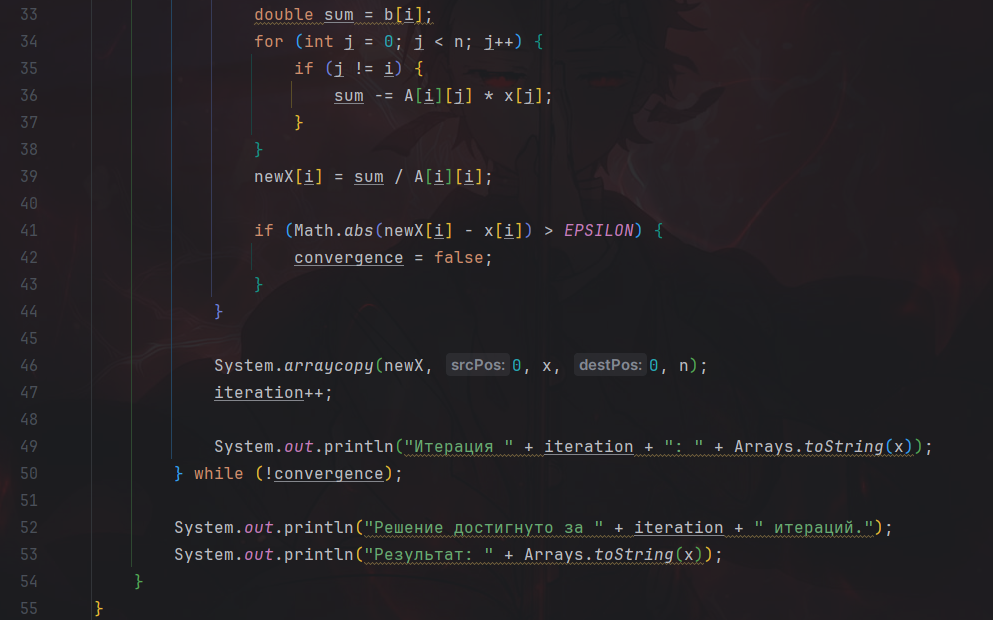 33 double sum = b[i];
34 for (int j = 0; j < n; j++) {
35 if (j != i) {
36 sum -= A[i][j] * x[j];
37 }
38 }
39 newX[i] = sum / A[i][i];
40
41 if (Math.abs(newX[i] - x[i]) > EPSILON) {
42 convergence = false;
43 }
44 }
45
46 System.arraycopy(newX, srcPos: 0, x, destPos: 0, n);
47 iteration++;
48
49 System.out.println("Итерация " + iteration + ": " + Arrays.toString(x));
50 } while (!convergence);
51
52 System.out.println("Решение достигнуто за " + iteration + " итераций.");
53 System.out.println("Результат: " + Arrays.toString(x));
54 }
55 }